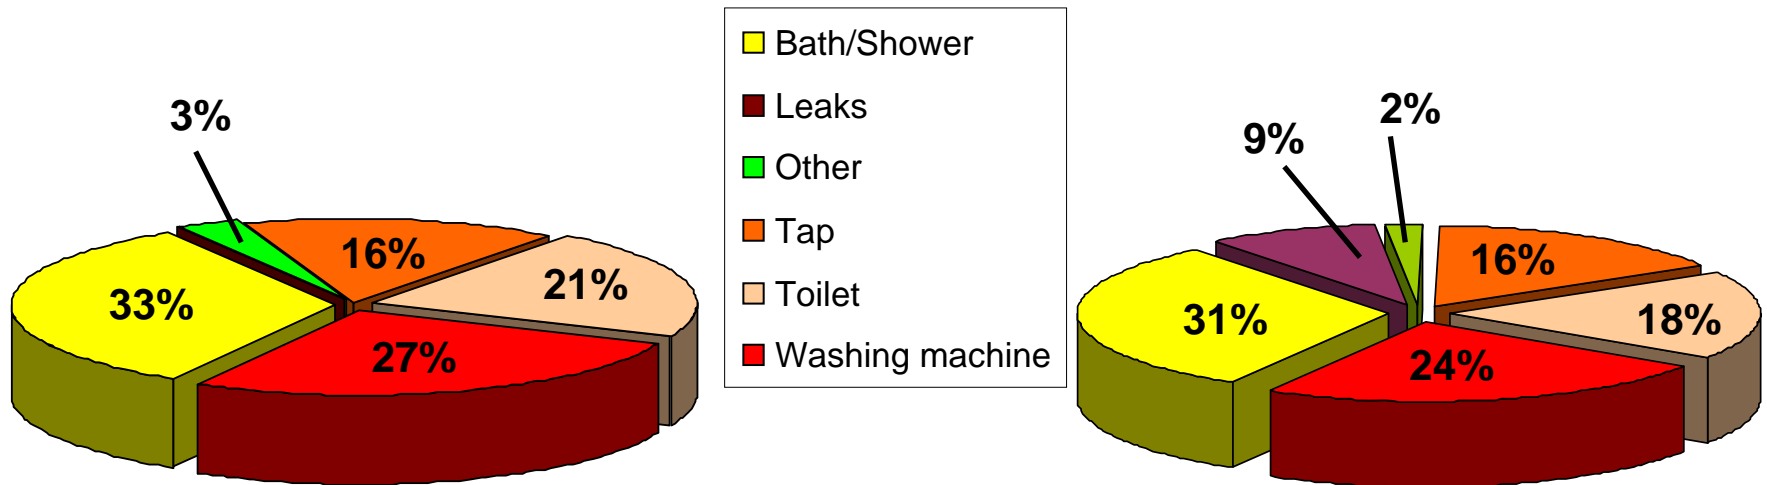 3%
16%
21%
33%
27%
Bath/Shower
Leaks
Other
Tap
Toilet
Washing machine
2%
9%
16%
18%
31%
24%